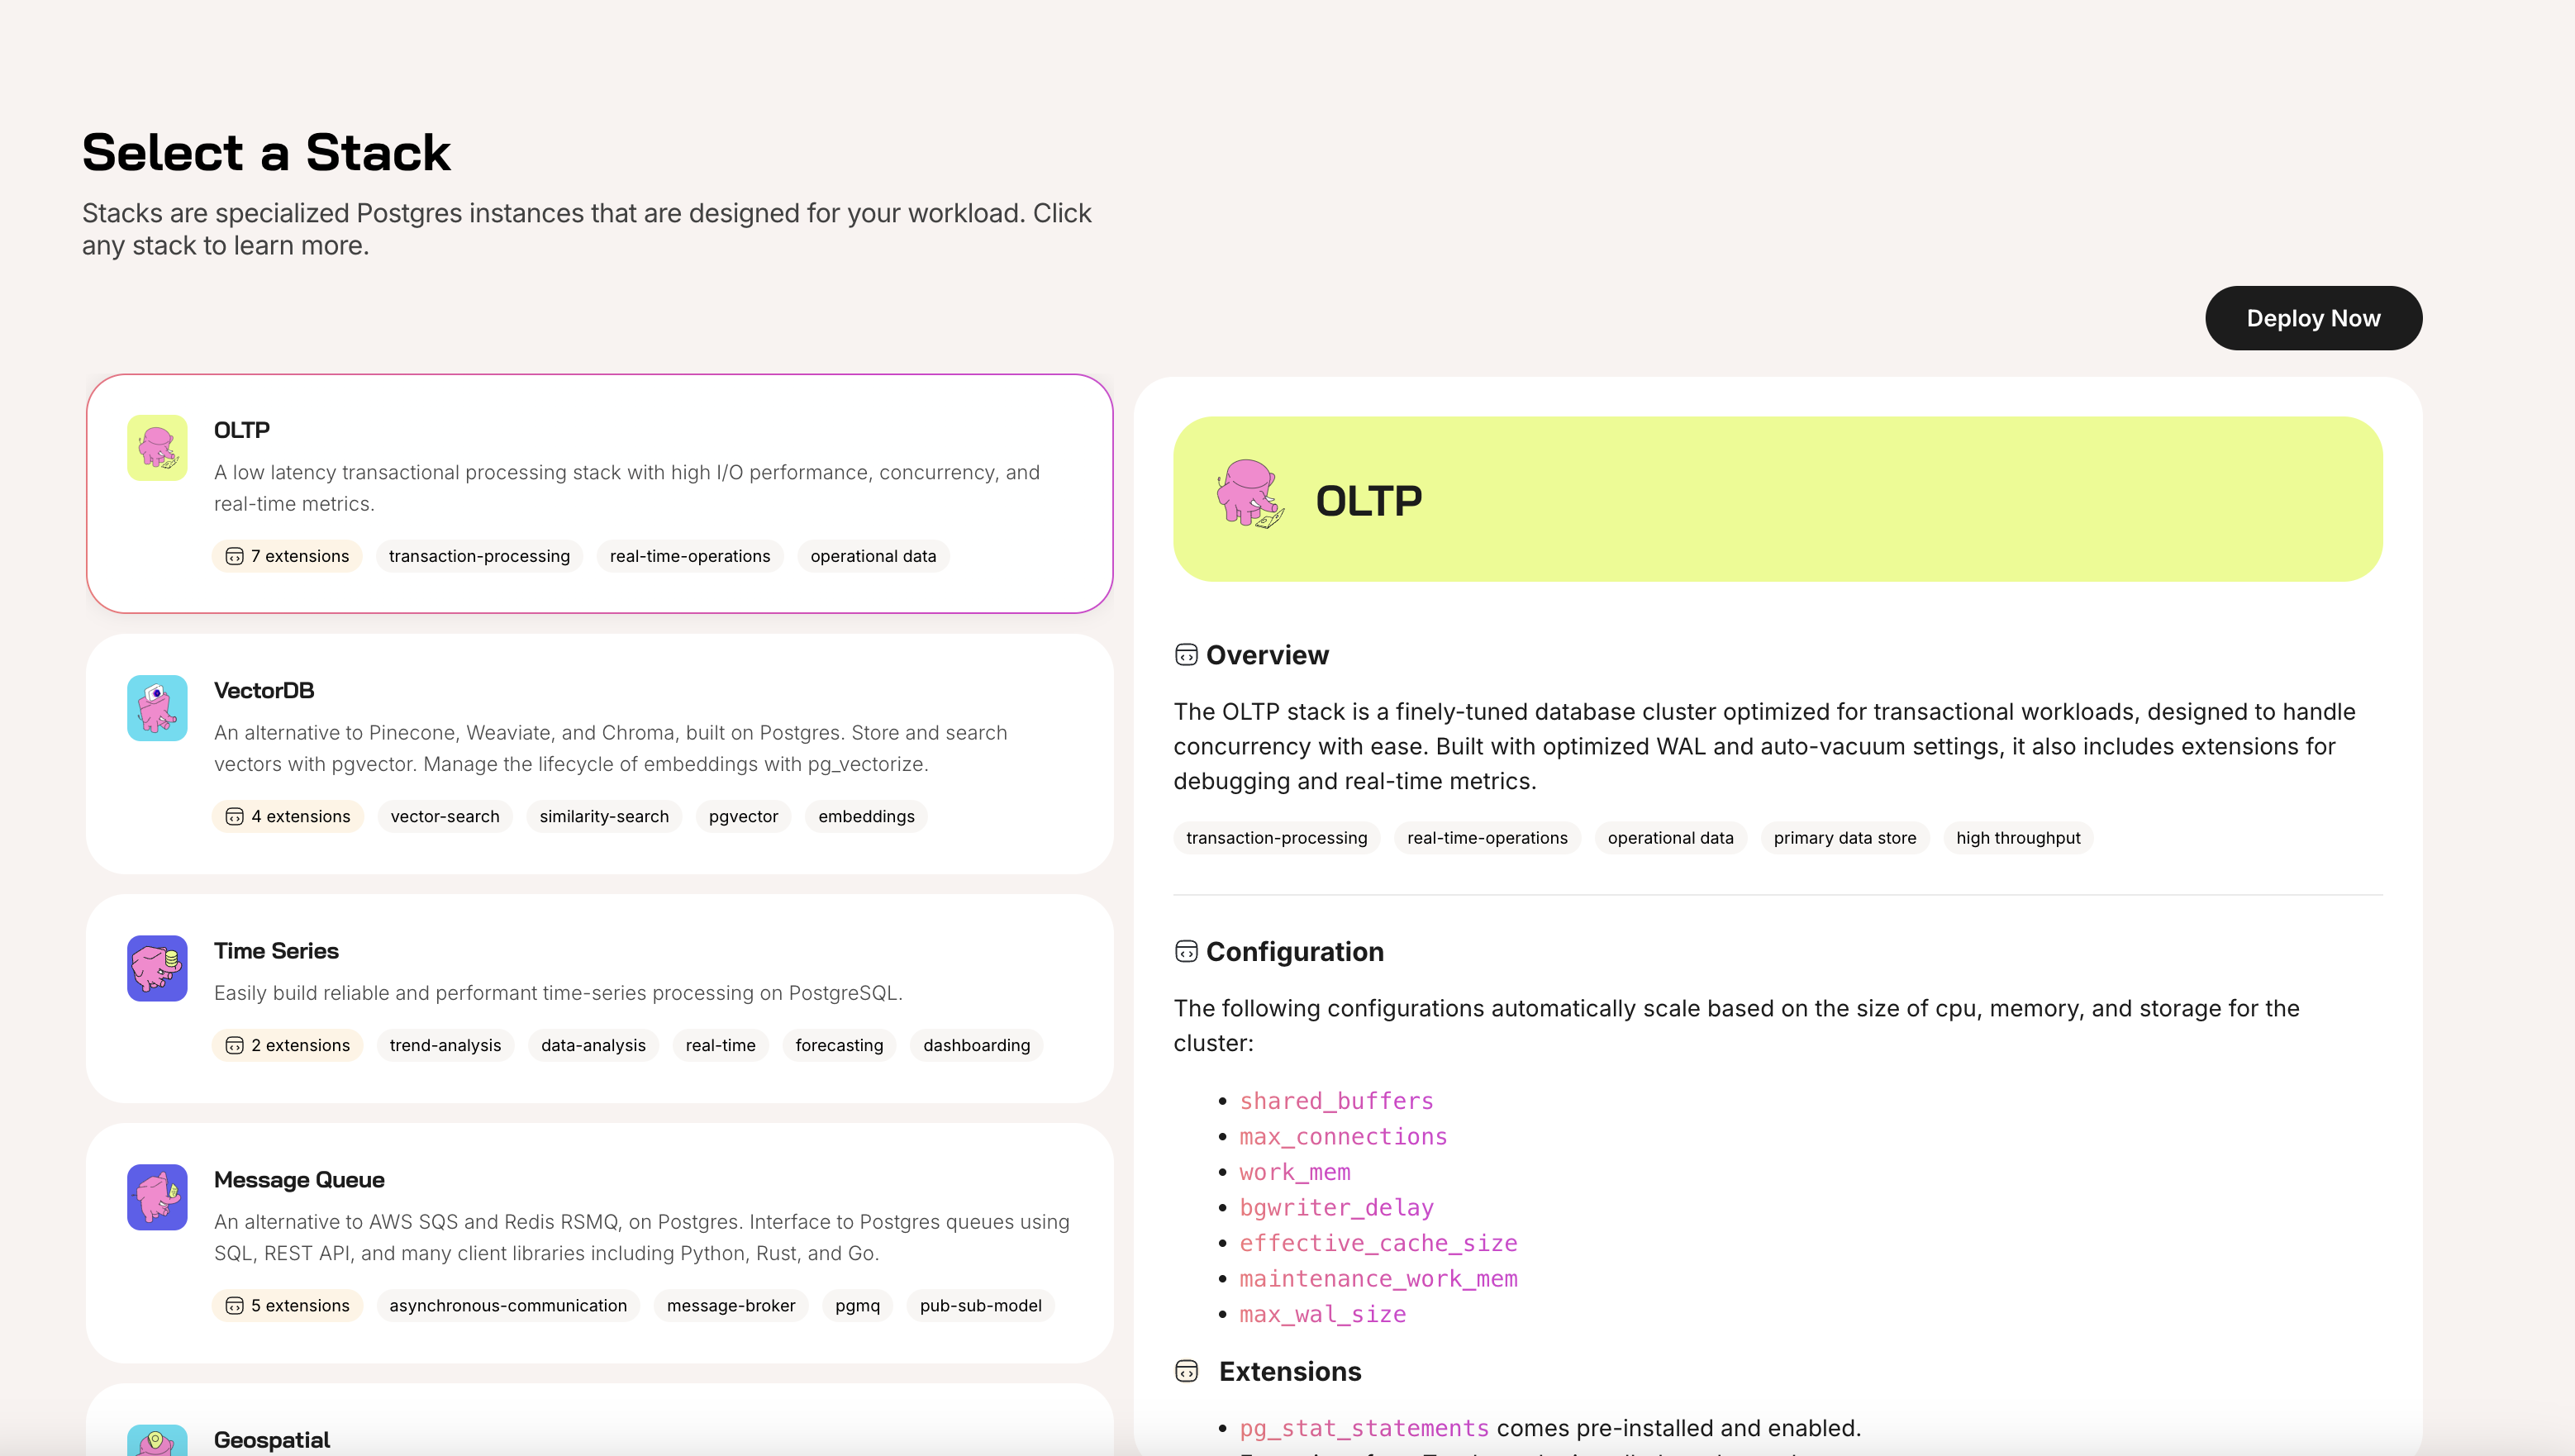 Select a Stack
Stacks are specialized Postgres instances that are designed for your workload. Click
any stack to learn more.
Deploy Now
OLTP
A low latency transactional processing stack with high I/O performance, concurrency, and
real-time metrics.
7 extensions transaction-processing real-time-operations operational data
VectorDB
An alternative to Pinecone, Weaviate, and Chroma, built on Postgres. Store and search
vectors with pgvector. Manage the lifecycle of embeddings with pg_vectorize.
4 extensions vector-search similarity-search pgvector embeddings
Time Series
Easily build reliable and performant time-series processing on PostgreSQL.
2 extensions trend-analysis data-analysis real-time forecasting dashboarding
Message Queue
An alternative to AWS SQS and Redis RSMQ, on Postgres. Interface to Postgres queues using
SQL, REST API, and many client libraries including Python, Rust, and Go.
5 extensions asynchronous-communication message-broker pgmq pub-sub-model
Geospatial
OLTP
Overview
The OLTP stack is a finely-tuned database cluster optimized for transactional workloads, designed to handle
concurrency with ease. Built with optimized WAL and auto-vacuum settings, it also includes extensions for
debugging and real-time metrics.
transaction-processing real-time-operations operational data primary data store high throughput
Configuration
The following configurations automatically scale based on the size of cpu, memory, and storage for the
cluster:
• shared_buffers
• max_connections
• work_mem
• bgwriter_delay
• effective_cache_size
• maintenance_work_mem
• max_wal_size
Extensions
• pg_stat_statements comes pre-installed and enabled.